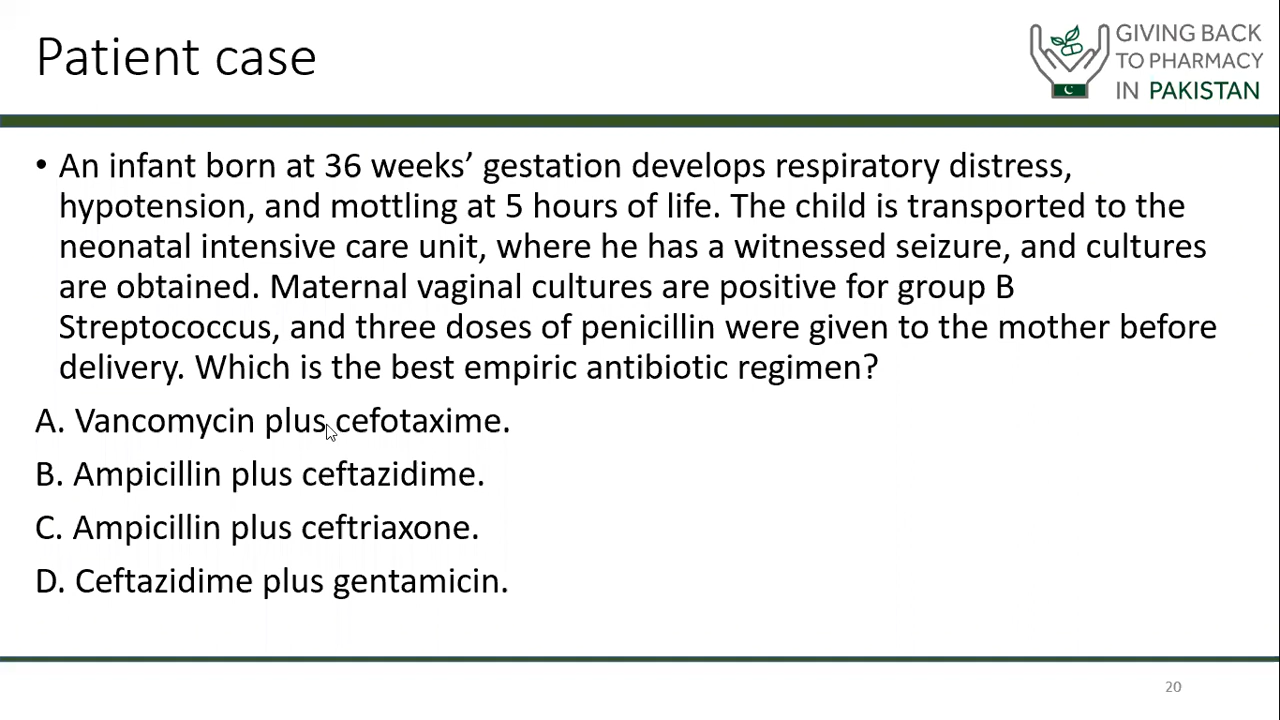 Patient case
GIVING BACK
TO PHARMACY
IN PAKISTAN
• An infant born at 36 weeks’ gestation develops respiratory distress,
hypotension, and mottling at 5 hours of life. The child is transported to the
neonatal intensive care unit, where he has a witnessed seizure, and cultures
are obtained. Maternal vaginal cultures are positive for group B
Streptococcus, and three doses of penicillin were given to the mother before
delivery. Which is the best empiric antibiotic regimen?
A. Vancomycin plus cefotaxime.
B. Ampicillin plus ceftazidime.
C. Ampicillin plus ceftriaxone.
D. Ceftazidime plus gentamicin.
20